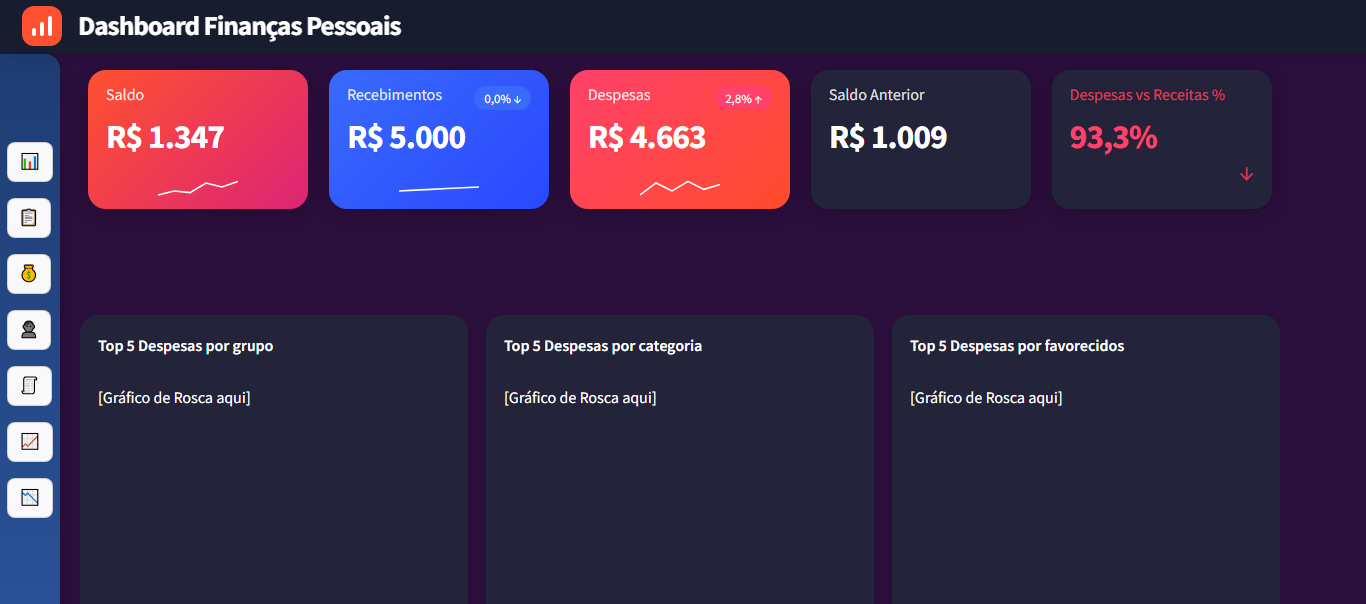 Dashboard Finanças Pessoais
Saldo
R$ 1.347
Recebimentos
0,0% ↓
R$ 5.000
Despesas
2,8% ↑
R$ 4.663
Saldo Anterior
R$ 1.009
Despesas vs Receitas %
93,3%
↓
Top 5 Despesas por grupo
[Gráfico de Rosca aqui]
Top 5 Despesas por categoria
[Gráfico de Rosca aqui]
Top 5 Despesas por favorecidos
[Gráfico de Rosca aqui]